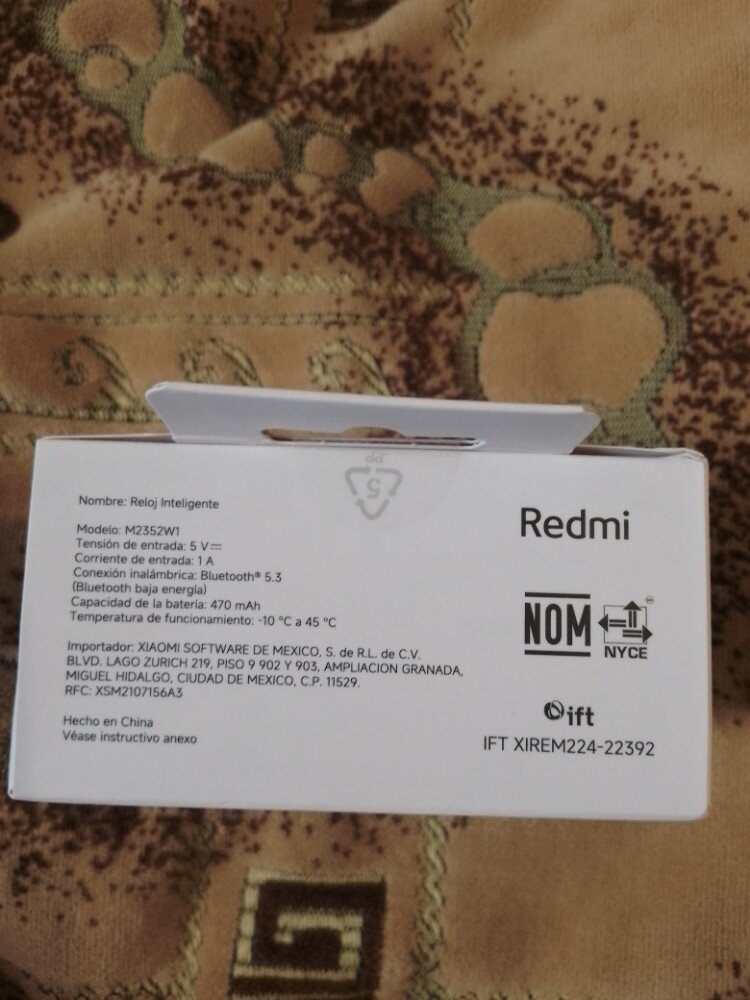 5
PP
Nombre: Reloj Inteligente
Modelo: M2352W1
Tensión de entrada: 5 V⎓
Corriente de entrada: 1 A
Conexión inalámbrica: Bluetooth® 5.3
(Bluetooth baja energía)
Capacidad de la batería: 470 mAh
Temperatura de funcionamiento: -10 °C a 45 °C
Importador: XIAOMI SOFTWARE DE MEXICO, S. de R.L. de C.V.
BLVD. LAGO ZURICH 219, PISO 9 902 Y 903, AMPLIACION GRANADA,
MIGUEL HIDALGO, CIUDAD DE MEXICO, C.P. 11529.
RFC: XSM2107156A3
Hecho en China
Véase instructivo anexo
Redmi
NOM
NYCE
ift
IFT XIREM224-22392